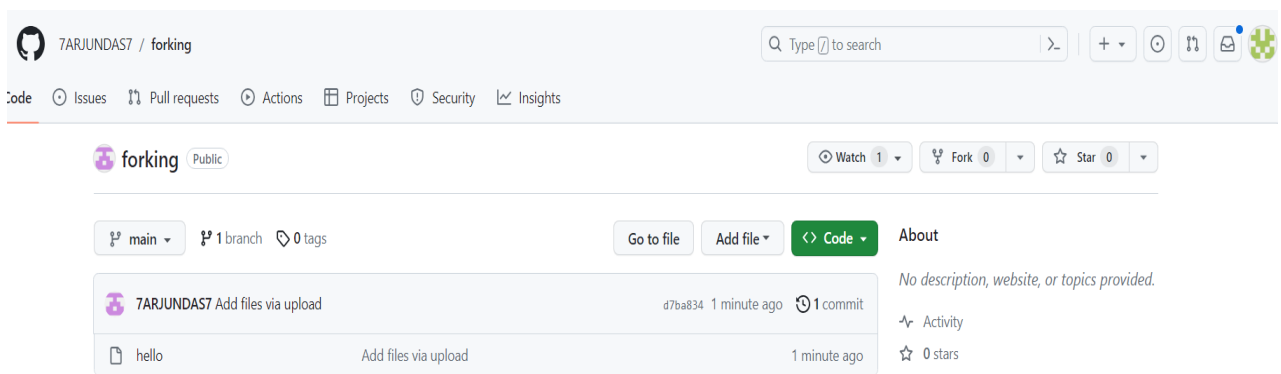 7ARJUNDAS7 / forking
Type / to search
Code Issues Pull requests Actions Projects Security Insights
forking Public
Watch 1 Fork 0 Star 0
main 1 branch 0 tags Go to file Add file <> Code
About
No description, website, or topics provided.
7ARJUNDAS7 Add files via upload d7ba834 1 minute ago 1 commit
Activity
hello Add files via upload 1 minute ago
0 stars